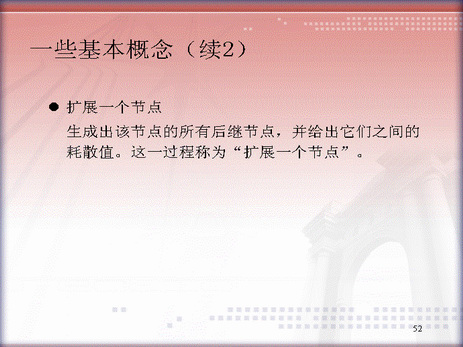 一些基本概念（续2）
● 扩展一个节点
生成出该节点的所有后继节点，并给出它们之间的
耗散值。这一过程称为“扩展一个节点”。
52